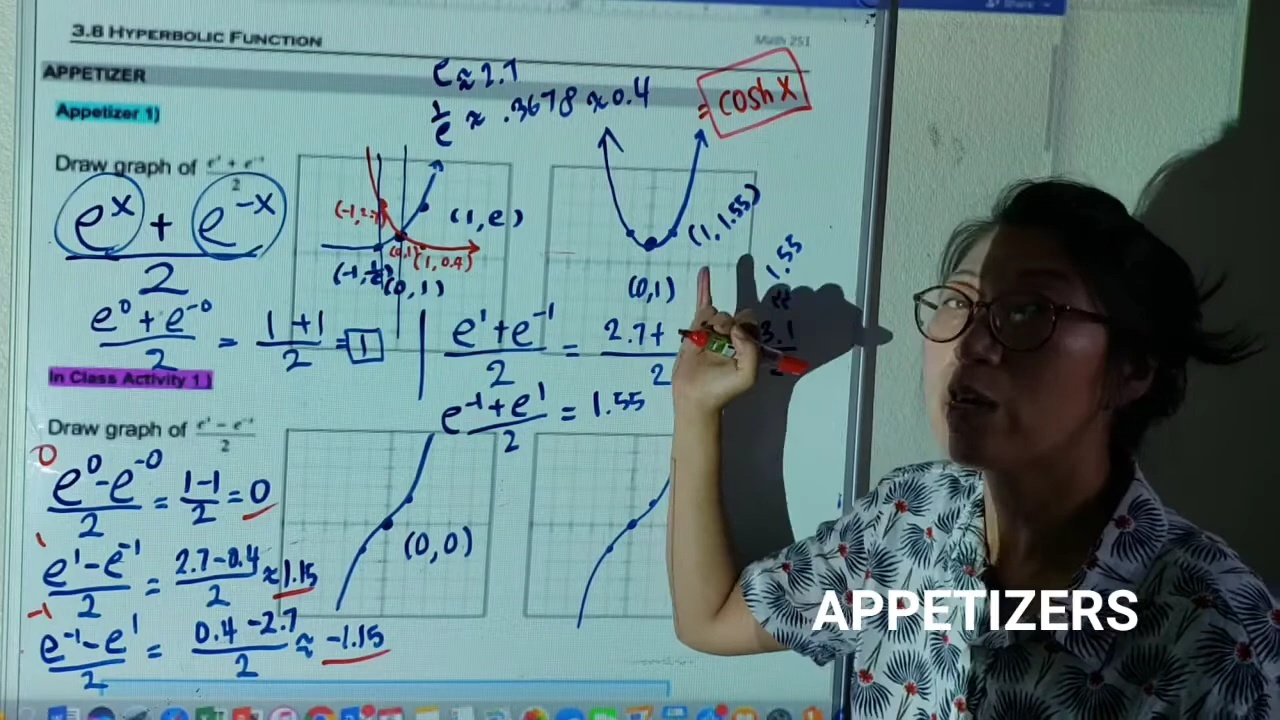 3.8 HYPERBOLIC FUNCTION
Math 251
APPETIZER
e ≈ 2.7
1/e ≈ .3678 ≈ 0.4
= cosh x
Appetizer 1)
Draw graph of
(e^x + e^-x)/2
(-1, 2.7)
(1, e)
(0,1)
(1, 0.4)
(0, 1)
(1, 1.55)
(0,1)
1.55
(e^0 + e^-0)/2 = (1+1)/2 = 1
(e^1 + e^-1)/2 = 2.7+ /2
3.1
(e^-1 + e^1)/2 = 1.55
In Class Activity 1)
Draw graph of
0
(e^0 - e^-0)/2 = (1-1)/2 = 0
(0,0)
1
(e^1 - e^-1)/2 = (2.7-0.4)/2 ≈ 1.15
-1
(e^-1 - e^1)/2 = (0.4-2.7)/2 ≈ -1.15
APPETIZERS